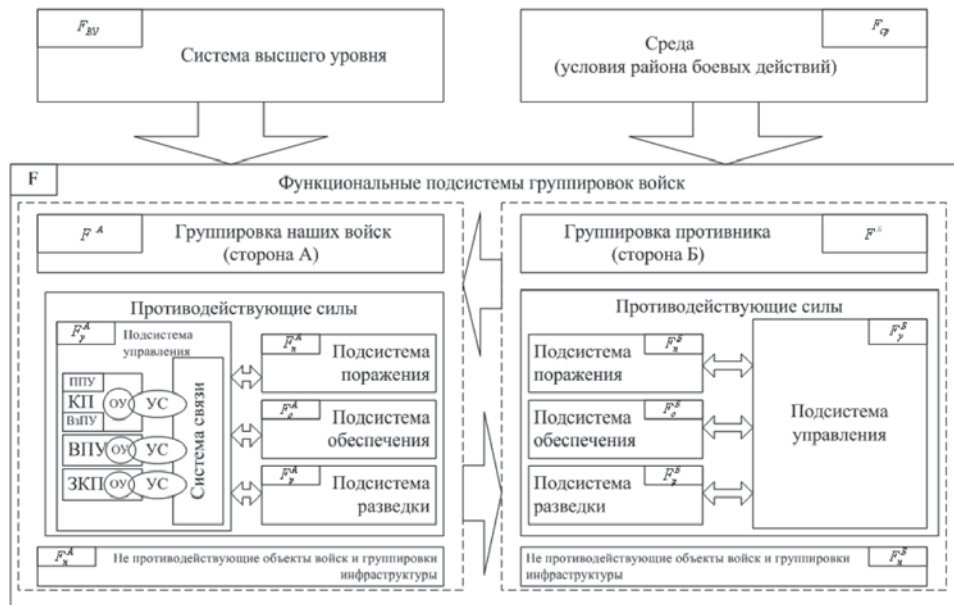 F_ВУ
Система высшего уровня
Среда
(условия района боевых действий)
F_ср
F
Функциональные подсистемы группировок войск
F^А
Группировка наших войск
(сторона А)
Противодействующие силы
F_у^А
Подсистема
управления
ППУ
КП
ВзПУ
ОУ
УС
ВПУ
ОУ
УС
ЗКП
ОУ
УС
Система связи
F_п^А
Подсистема
поражения
F_о^А
Подсистема
обеспечения
F_р^А
Подсистема
разведки
F_н^А
Не противодействующие объекты войск и группировки
инфраструктуры
Группировка противника
(сторона Б)
F^Б
Противодействующие силы
Подсистема
поражения
F_п^Б
Подсистема
обеспечения
F_о^Б
Подсистема
разведки
F_р^Б
F_у^Б
Подсистема
управления
Не противодействующие объекты войск и группировки
инфраструктуры
F_н^Б